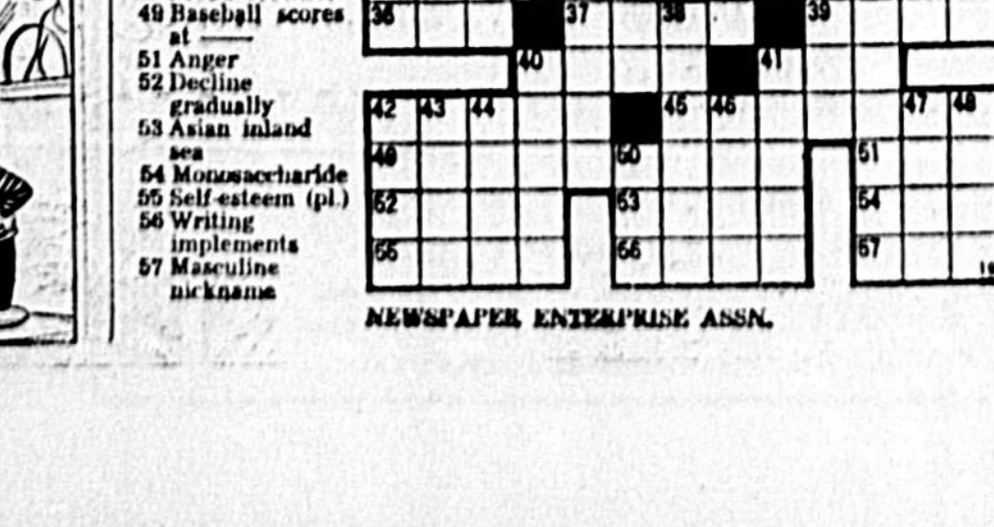 49 Baseball scores
at ——
51 Anger
52 Decline
gradually
53 Asian inland
sea
54 Monosaccharide
55 Self-esteem (pl.)
56 Writing
implements
57 Masculine
nickname
36 37 38 39
40 41
42 43 44 45 46 47 48
49 50 51
52 53 54
55 56 57
NEWSPAPER ENTERPRISE ASSN.